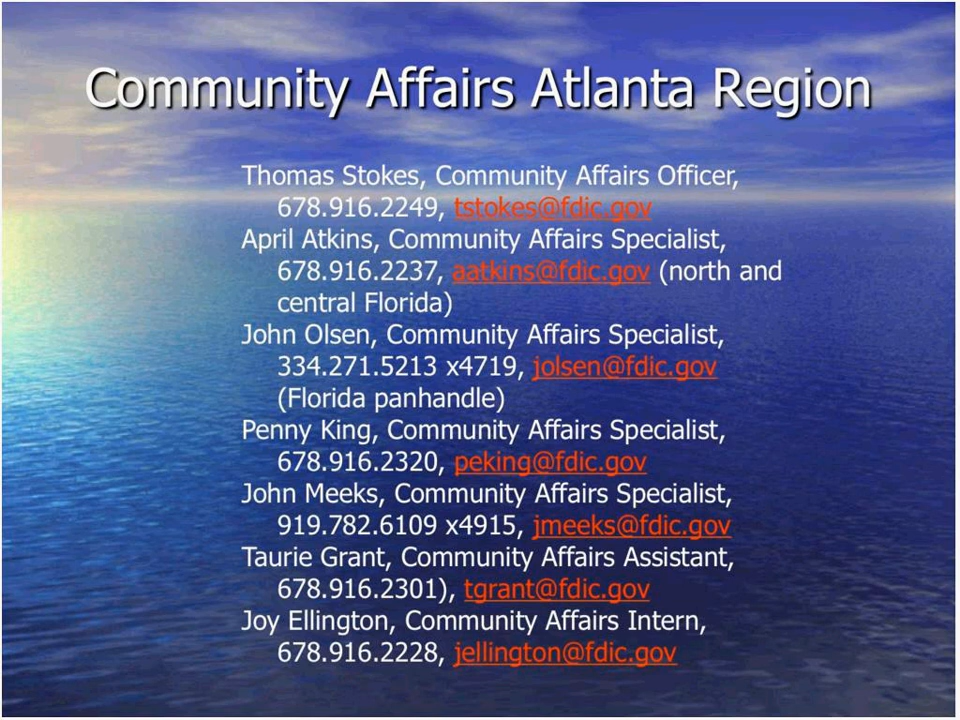 Community Affairs Atlanta Region
Thomas Stokes, Community Affairs Officer,
678.916.2249, tstokes@fdic.gov
April Atkins, Community Affairs Specialist,
678.916.2237, aatkins@fdic.gov (north and
central Florida)
John Olsen, Community Affairs Specialist,
334.271.5213 x4719, jolsen@fdic.gov
(Florida panhandle)
Penny King, Community Affairs Specialist,
678.916.2320, peking@fdic.gov
John Meeks, Community Affairs Specialist,
919.782.6109 x4915, jmeeks@fdic.gov
Taurie Grant, Community Affairs Assistant,
678.916.2301), tgrant@fdic.gov
Joy Ellington, Community Affairs Intern,
678.916.2228, jellington@fdic.gov